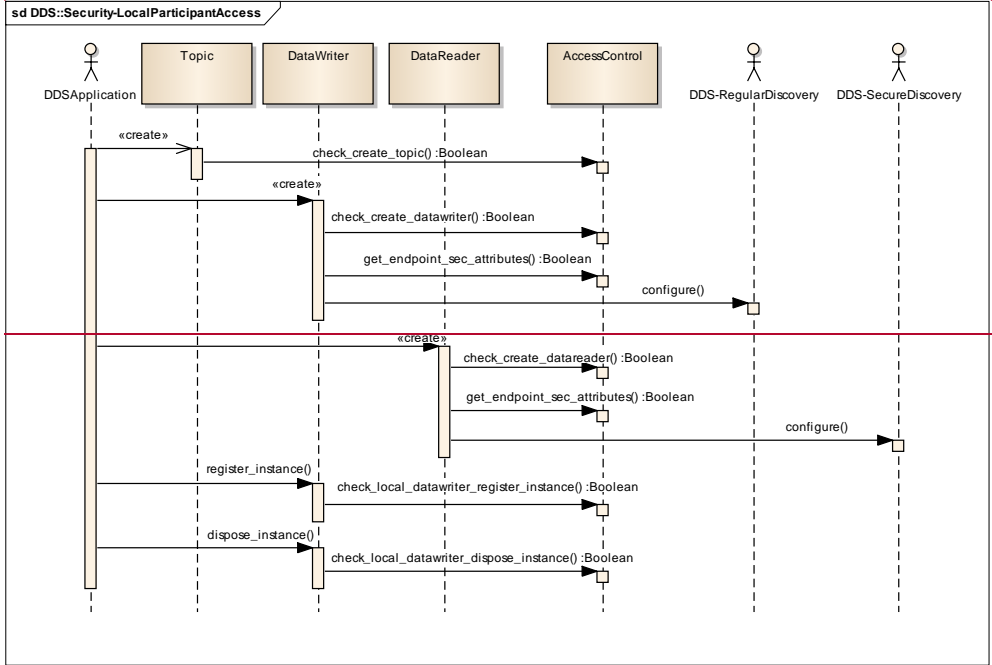 sd DDS::Security-LocalParticipantAccess
Topic
DataWriter
DataReader
AccessControl
DDSApplication
DDS-RegularDiscovery
DDS-SecureDiscovery
«create»
check_create_topic() :Boolean
«create»
check_create_datawriter() :Boolean
get_endpoint_sec_attributes() :Boolean
configure()
«create»
check_create_datareader() :Boolean
get_endpoint_sec_attributes() :Boolean
configure()
register_instance()
check_local_datawriter_register_instance() :Boolean
dispose_instance()
check_local_datawriter_dispose_instance() :Boolean